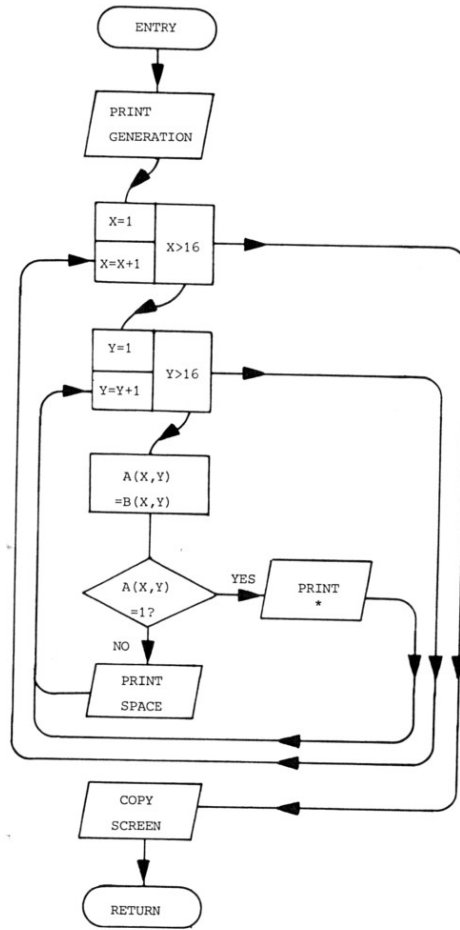 ENTRY
PRINT
GENERATION
X=1
X=X+1
X>16
Y=1
Y=Y+1
Y>16
A(X,Y)
=B(X,Y)
A(X,Y)
=1?
YES
PRINT
*
NO
PRINT
SPACE
COPY
SCREEN
RETURN